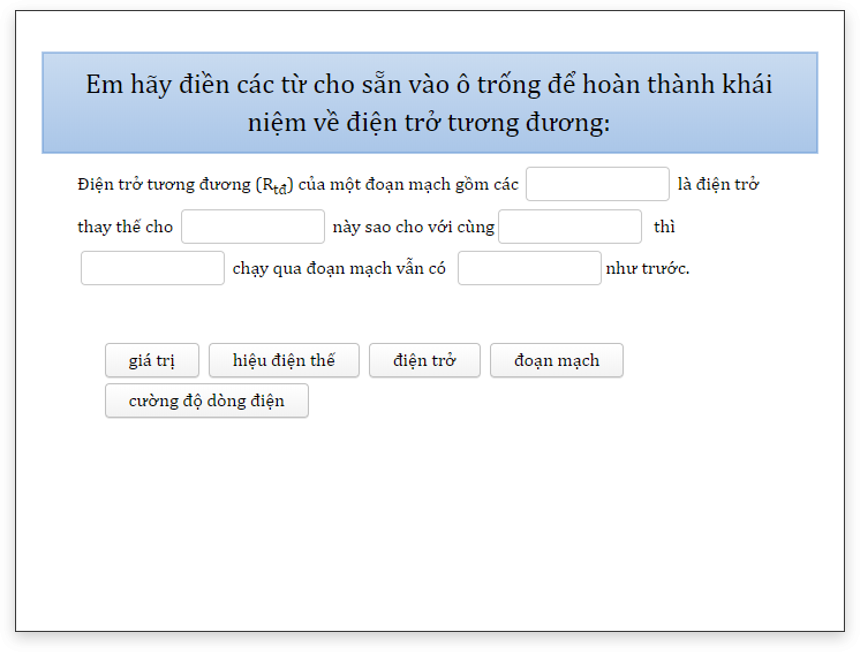 Em hãy điền các từ cho sẵn vào ô trống để hoàn thành khái
niệm về điện trở tương đương:
Điện trở tương đương (Rtđ) của một đoạn mạch gồm các là điện trở
thay thế cho này sao cho với cùng thì
chạy qua đoạn mạch vẫn có như trước.
giá trị hiệu điện thế điện trở đoạn mạch
cường độ dòng điện